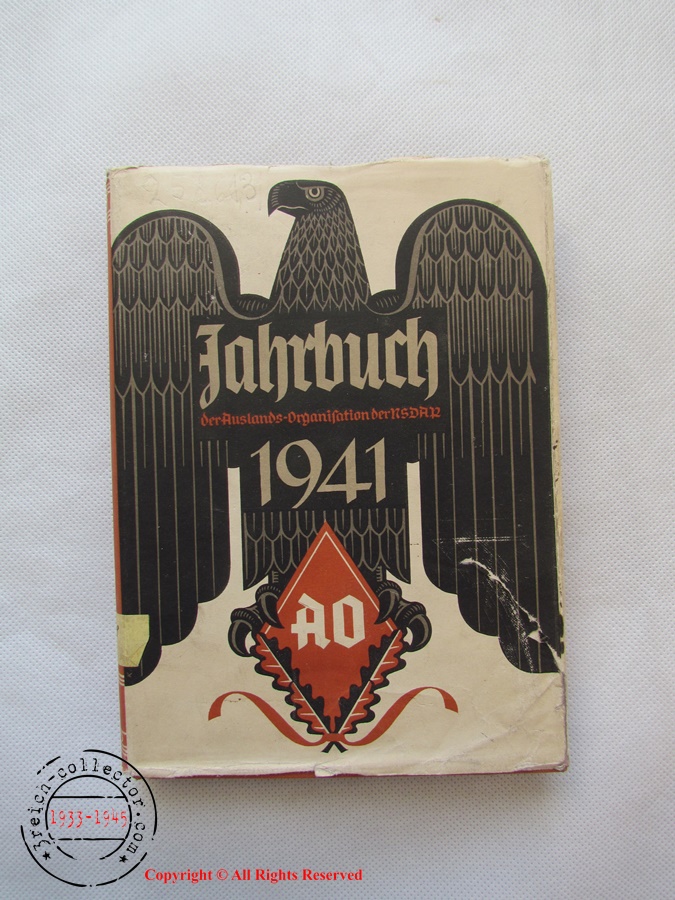 Jahrbuch
der Auslands-Organisation der NSDAP
1941
AO
3reich-collector.com
1933-1945
Copyright © All Rights Reserved